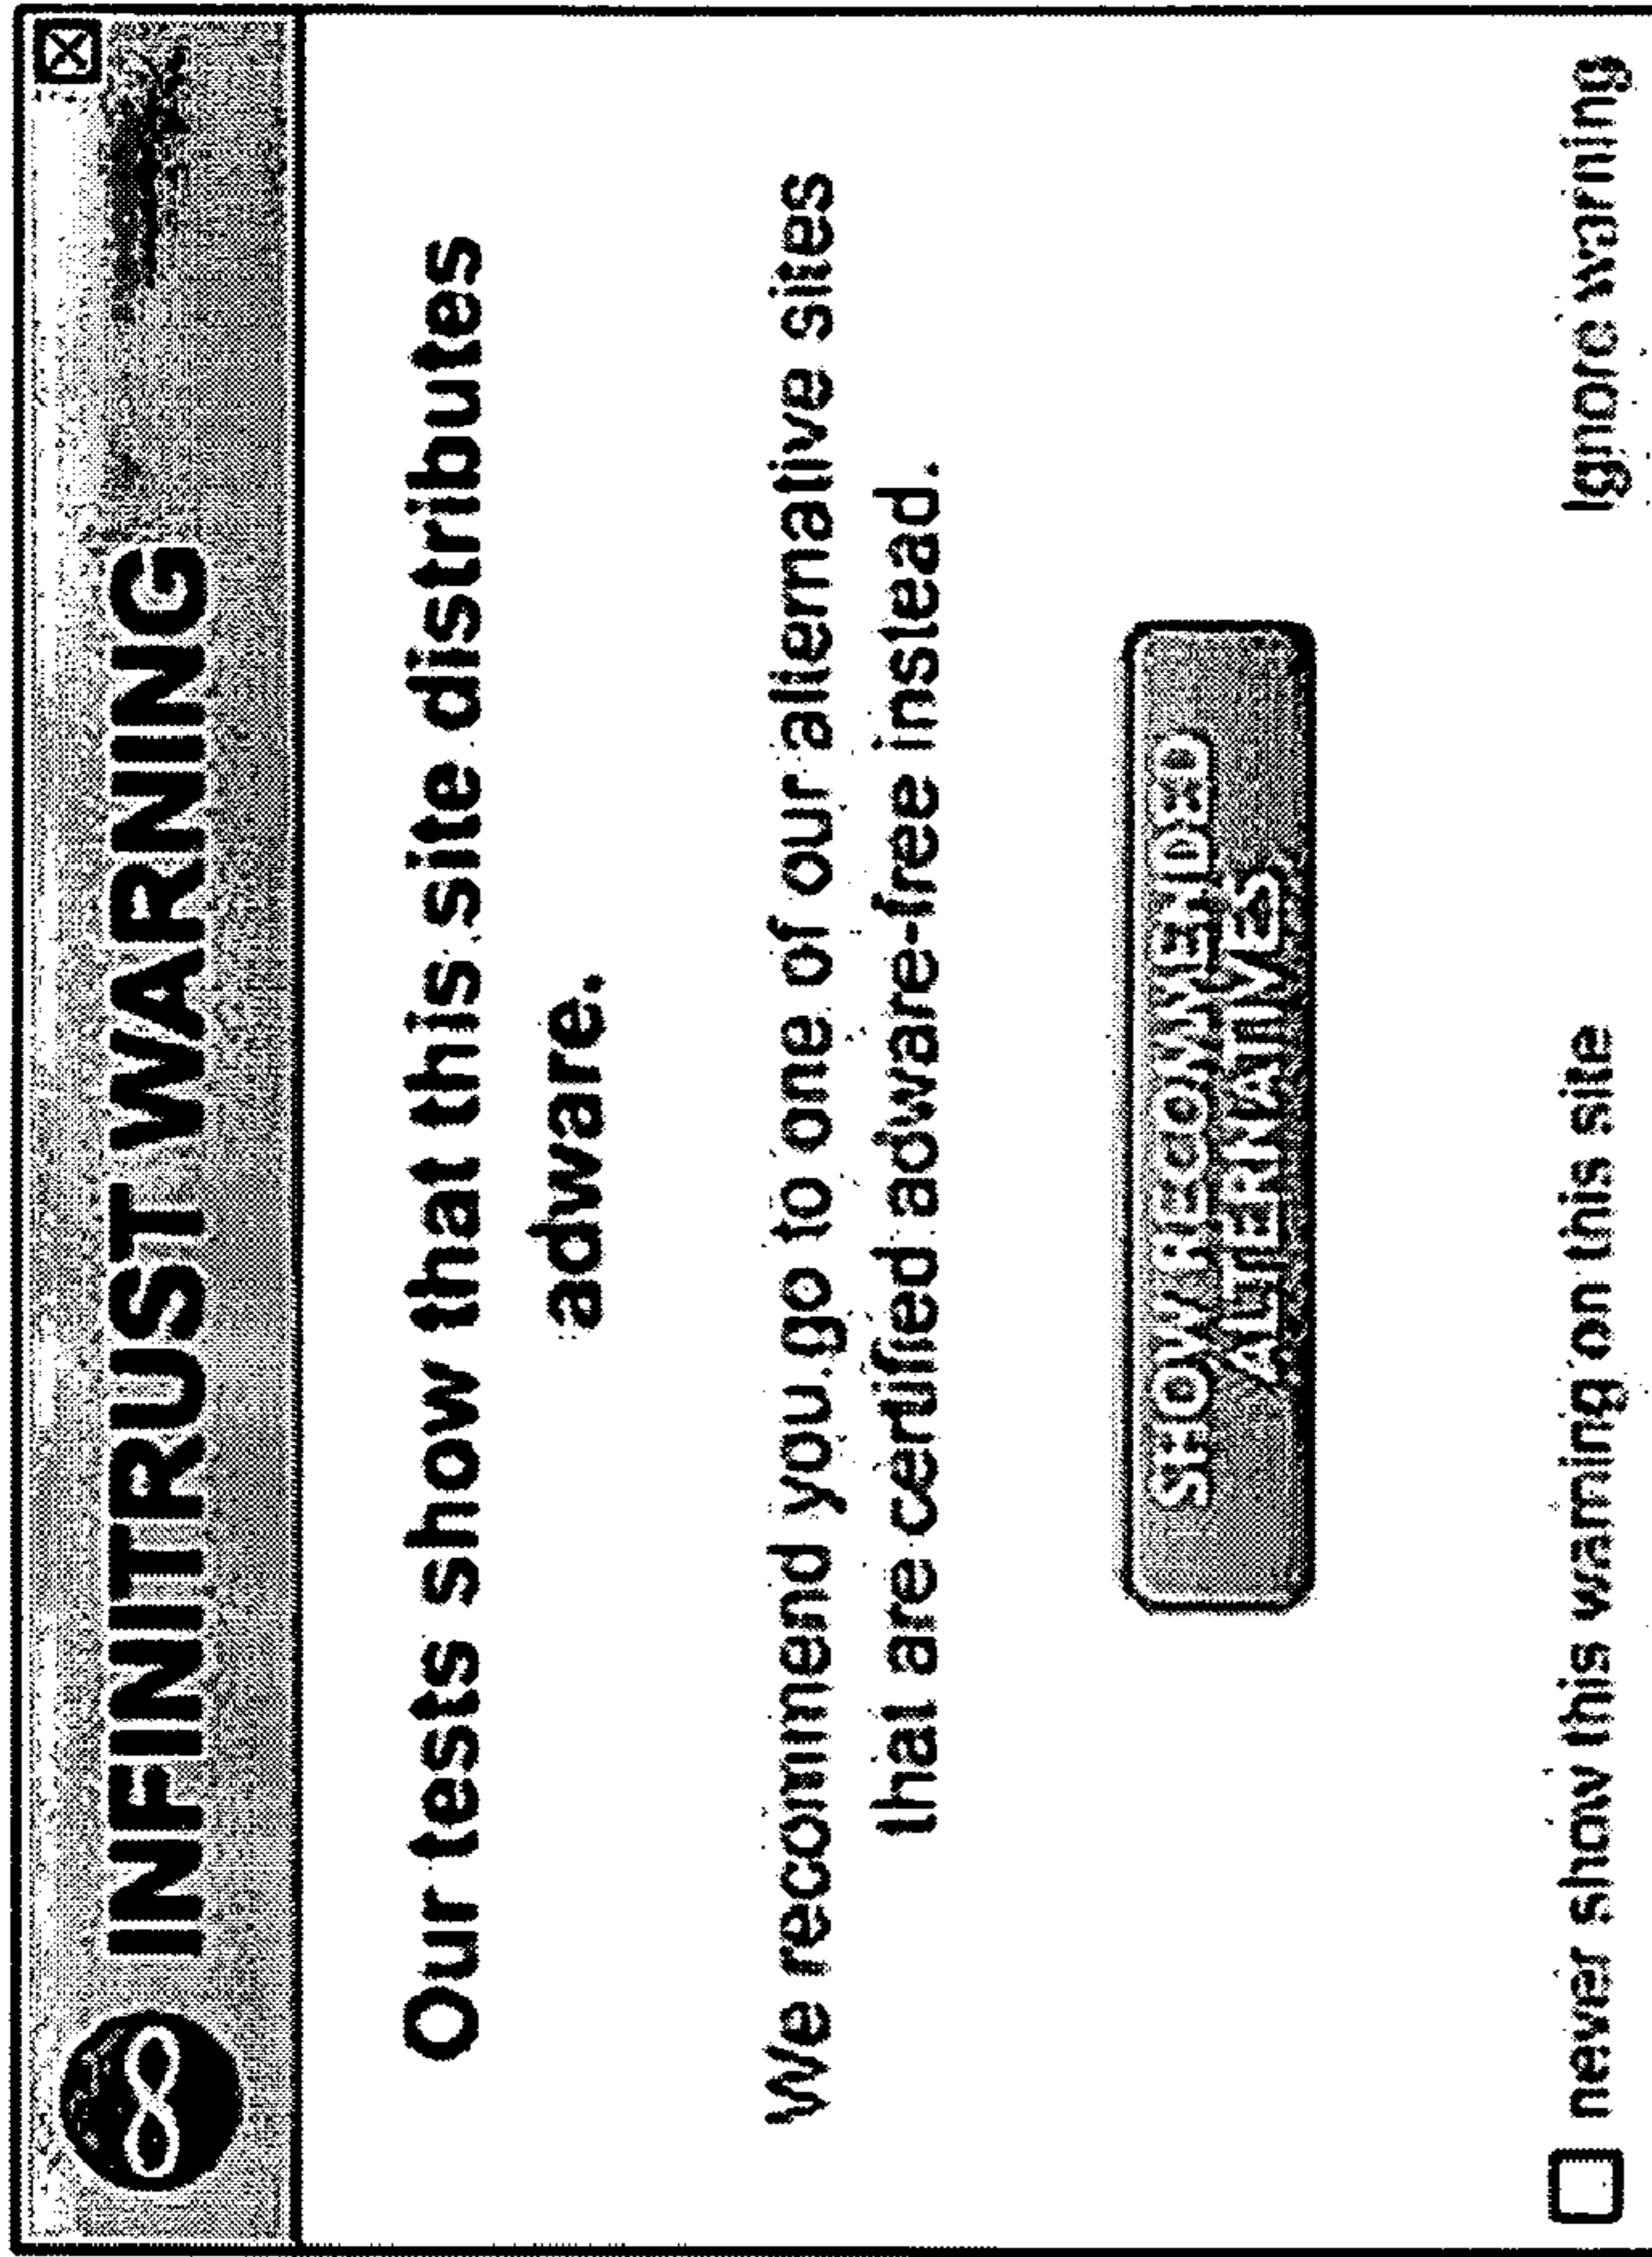 INFINITRUST WARNING
Our tests show that this site distributes
adware.
We recommend you go to one of our alternative sites
that are certified adware-free instead.
SHOW RECOMMENDED
ALTERNATIVES
never show this warning on this site
Ignore warning